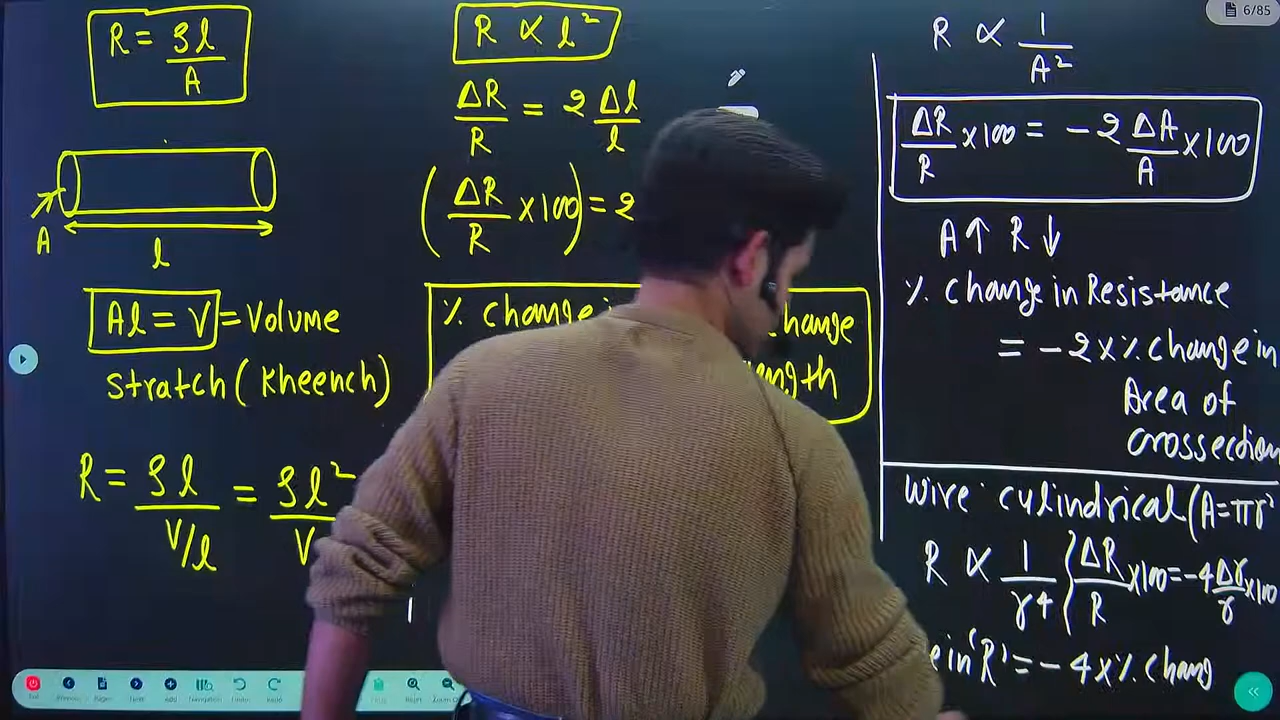 R = ρl/A
A
l
Al = V = Volume
Stratch (Kheench)
R = ρl/(V/l) = ρl²/V
R ∝ l²
ΔR/R = 2 Δl/l
(ΔR/R × 100) = 2
% Change i
hange
ngth
6/85
R ∝ 1/A²
ΔR/R × 100 = -2 ΔA/A × 100
A↑ R↓
% Change in Resistance
= -2 × % Change in
Area of
crossection
Wire cylindrical (A = πr²
R ∝ 1/r⁴ } ΔR/R × 100 = -4 Δr/r × 100
e in 'R' = -4 × % Chang